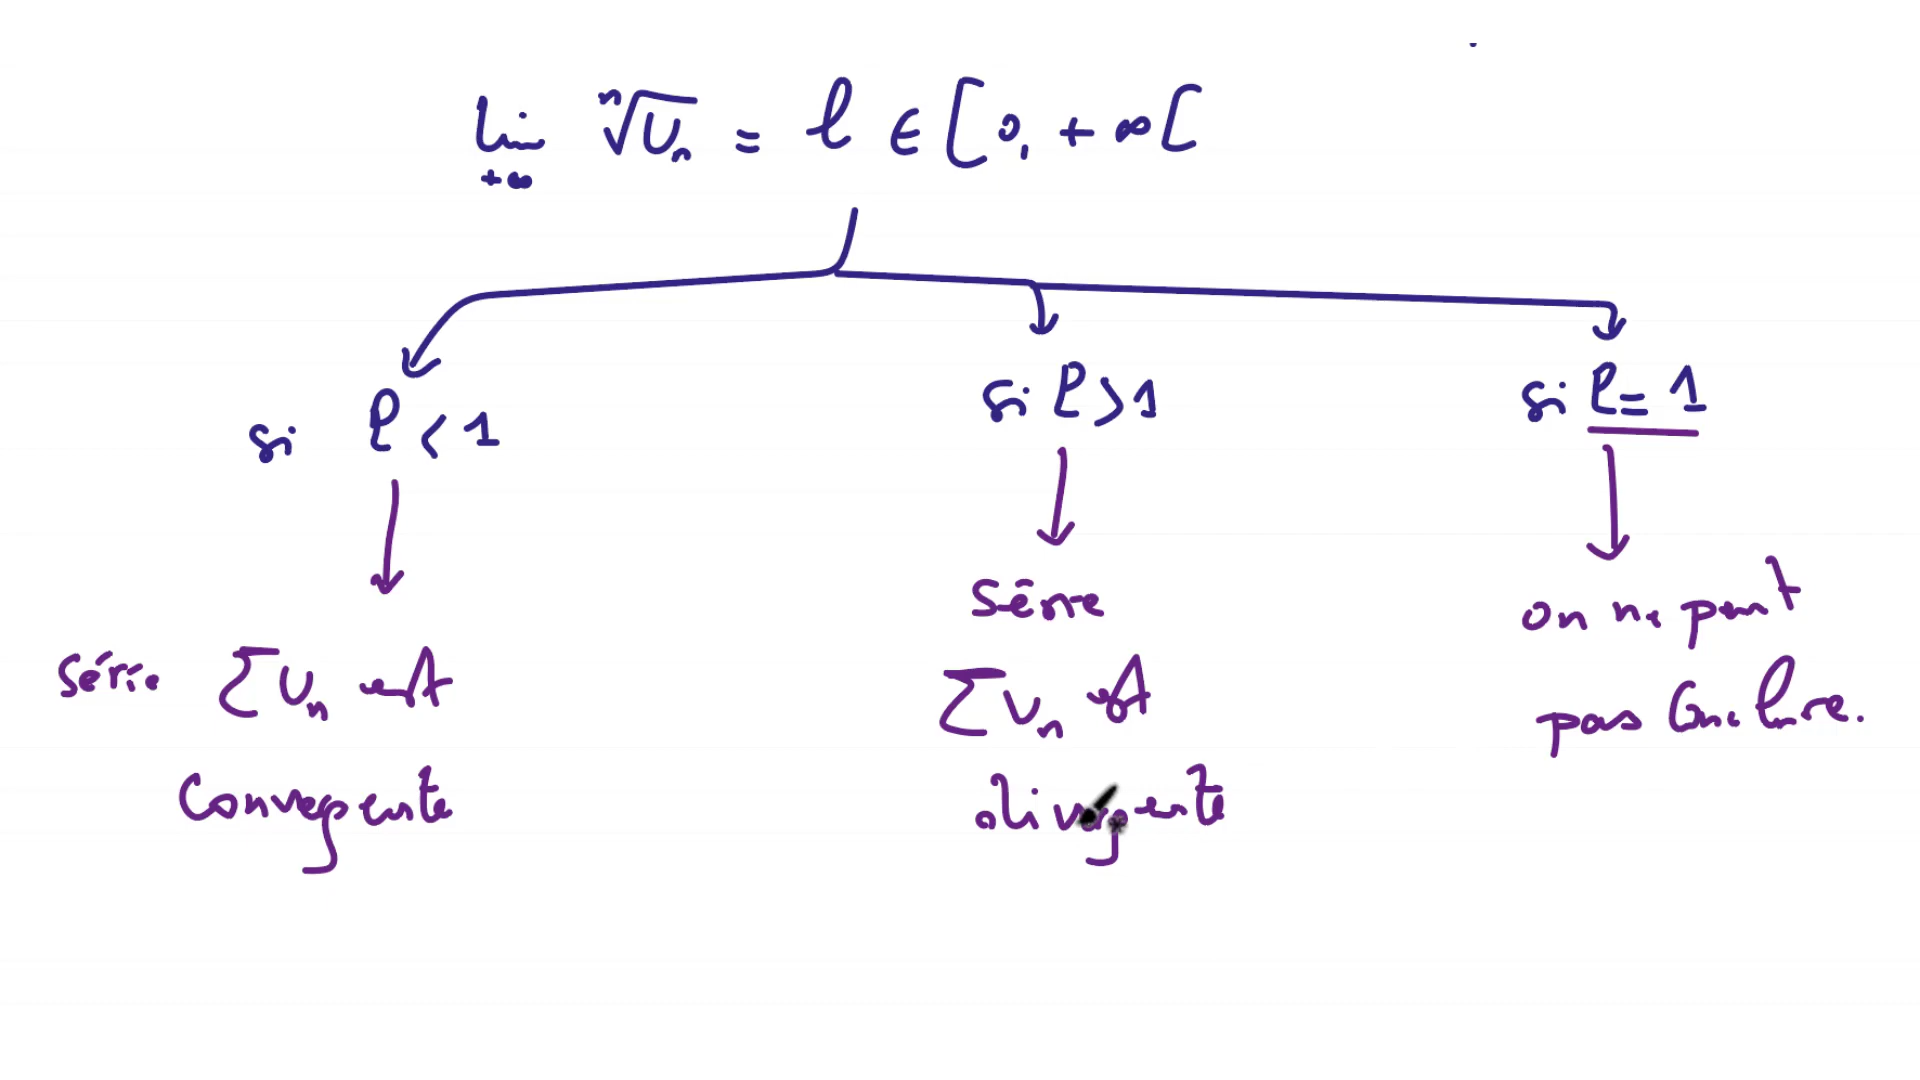 lim ⁿ√Uₙ = ℓ ∈ [0, +∞[
+∞
si ℓ < 1
si ℓ > 1
si ℓ = 1
série ΣUₙ est
convergente
Série
ΣUₙ est
divergente
on ne peut
pas conclure.